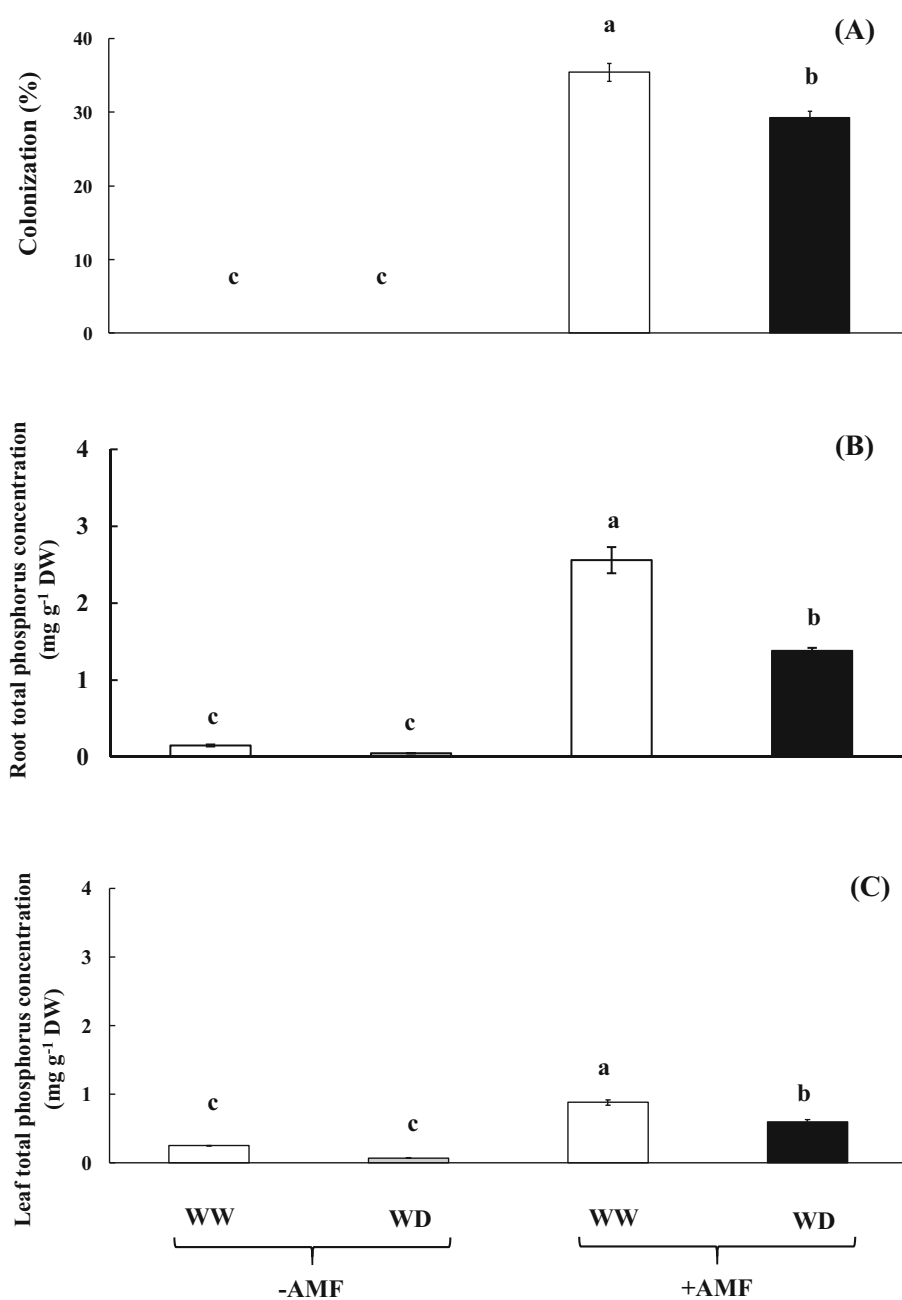 (A)
Colonization (%)
40
30
20
10
0
c
c
a
b
(B)
Root total phosphorus concentration
(mg g-1 DW)
4
3
2
1
0
c
c
a
b
(C)
Leaf total phosphorus concentration
(mg g-1 DW)
4
3
2
1
0
c
c
a
b
WW
WD
WW
WD
-AMF
+AMF